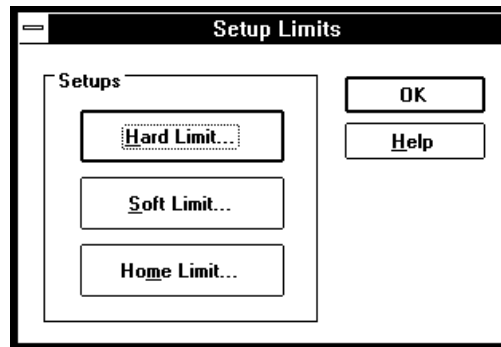 Setup Limits
Setups
Hard Limit...
Soft Limit...
Home Limit...
OK
Help